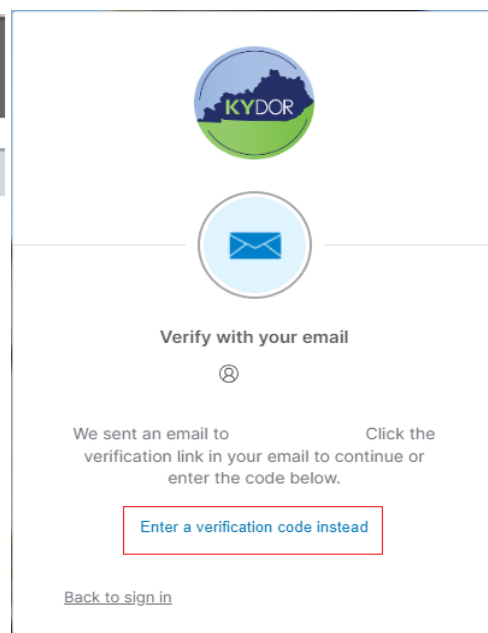 KYDOR
Verify with your email
We sent an email to Click the
verification link in your email to continue or
enter the code below.
Enter a verification code instead
Back to sign in